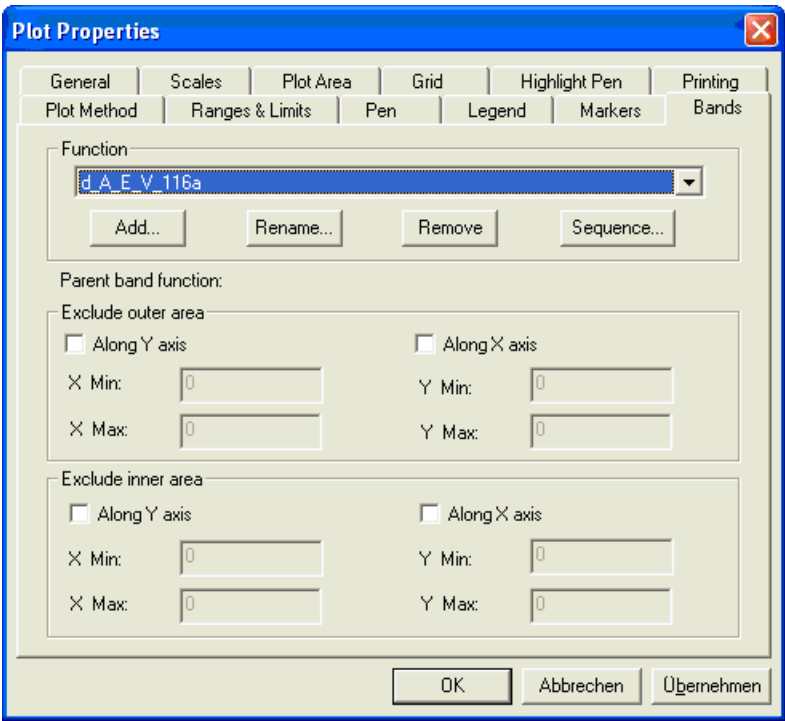 Plot Properties
General Scales Plot Area Grid Highlight Pen Printing
Plot Method Ranges & Limits Pen Legend Markers Bands
Function
d_A_E_V_116a
Add... Rename... Remove Sequence...
Parent band function:
Exclude outer area
Along Y axis Along X axis
X Min: 0 Y Min: 0
X Max: 0 Y Max: 0
Exclude inner area
Along Y axis Along X axis
X Min: 0 Y Min: 0
X Max: 0 Y Max: 0
OK Abbrechen Übernehmen